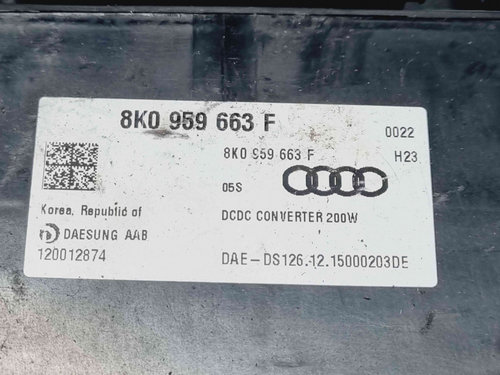 8K0 959 663 F
0022
8K0 959 663 F
H23
05S
Korea, Republic of
DCDC CONVERTER 200W
DAESUNG AAB
120012874
DAE-DS126.12.15000203DE